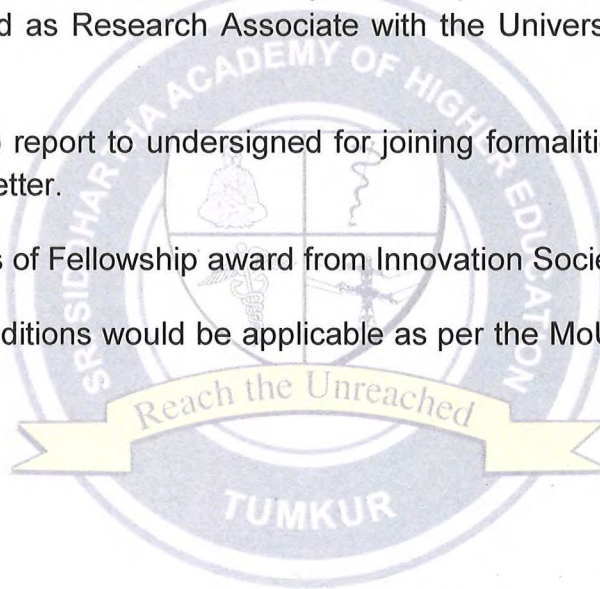 d as Research Associate with the Univers
report to undersigned for joining formaliti
etter.
s of Fellowship award from Innovation Socie
ditions would be applicable as per the MoU
SRI SIDDHARTHA ACADEMY OF HIGHER EDUCATION
Reach the Unreached
TUMKUR